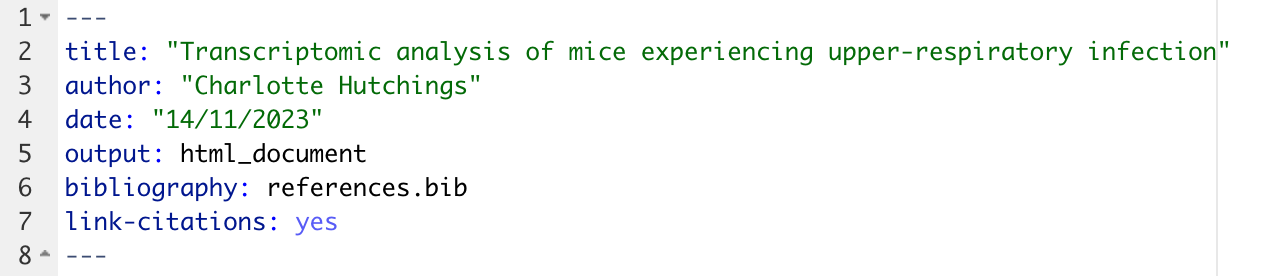 1 ---
2 title: "Transcriptomic analysis of mice experiencing upper-respiratory infection"
3 author: "Charlotte Hutchings"
4 date: "14/11/2023"
5 output: html_document
6 bibliography: references.bib
7 link-citations: yes
8 ---